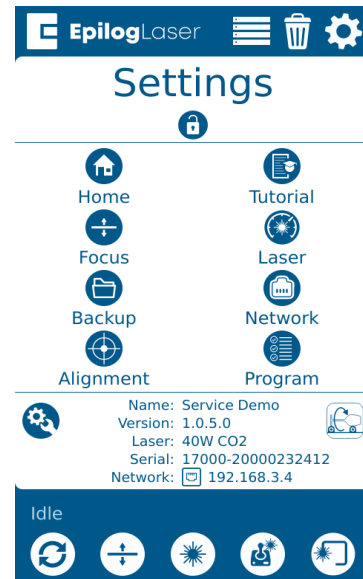 EpilogLaser
Settings
Home Tutorial
Focus Laser
Backup Network
Alignment Program
Name: Service Demo
Version: 1.0.5.0
Laser: 40W CO2
Serial: 17000-20000232412
Network: 192.168.3.4
Idle